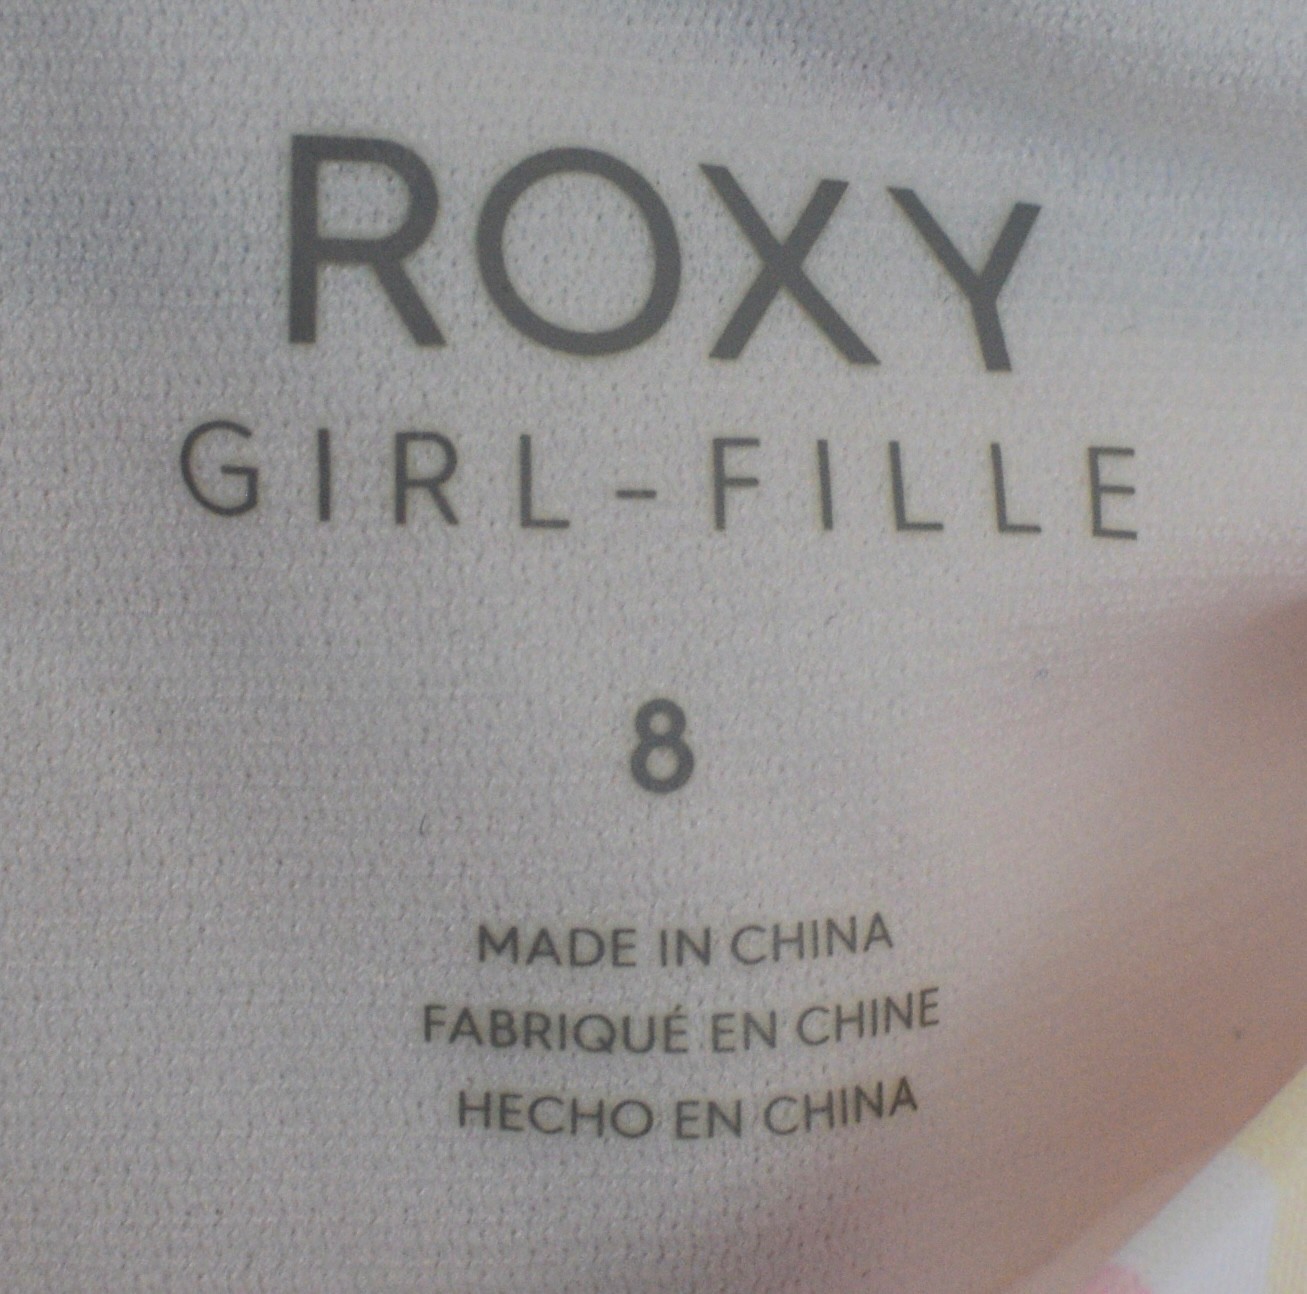 ROXY
GIRL-FILLE
8
MADE IN CHINA
FABRIQUÉ EN CHINE
HECHO EN CHINA